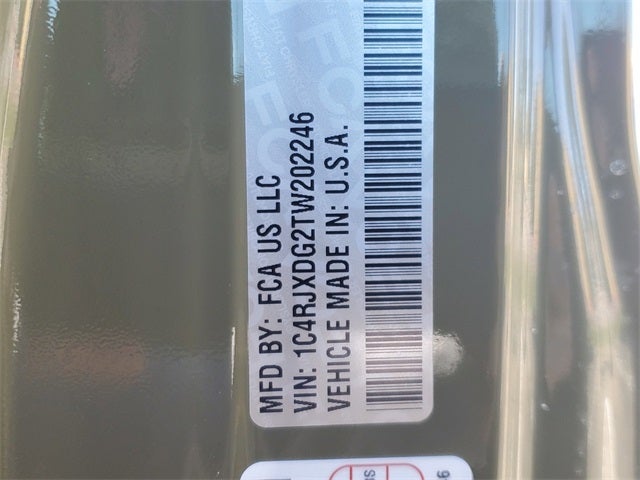 MFD BY: FCA US LLC
VIN: 1C4RJXDG2TW202246
VEHICLE MADE IN: U.S.A.